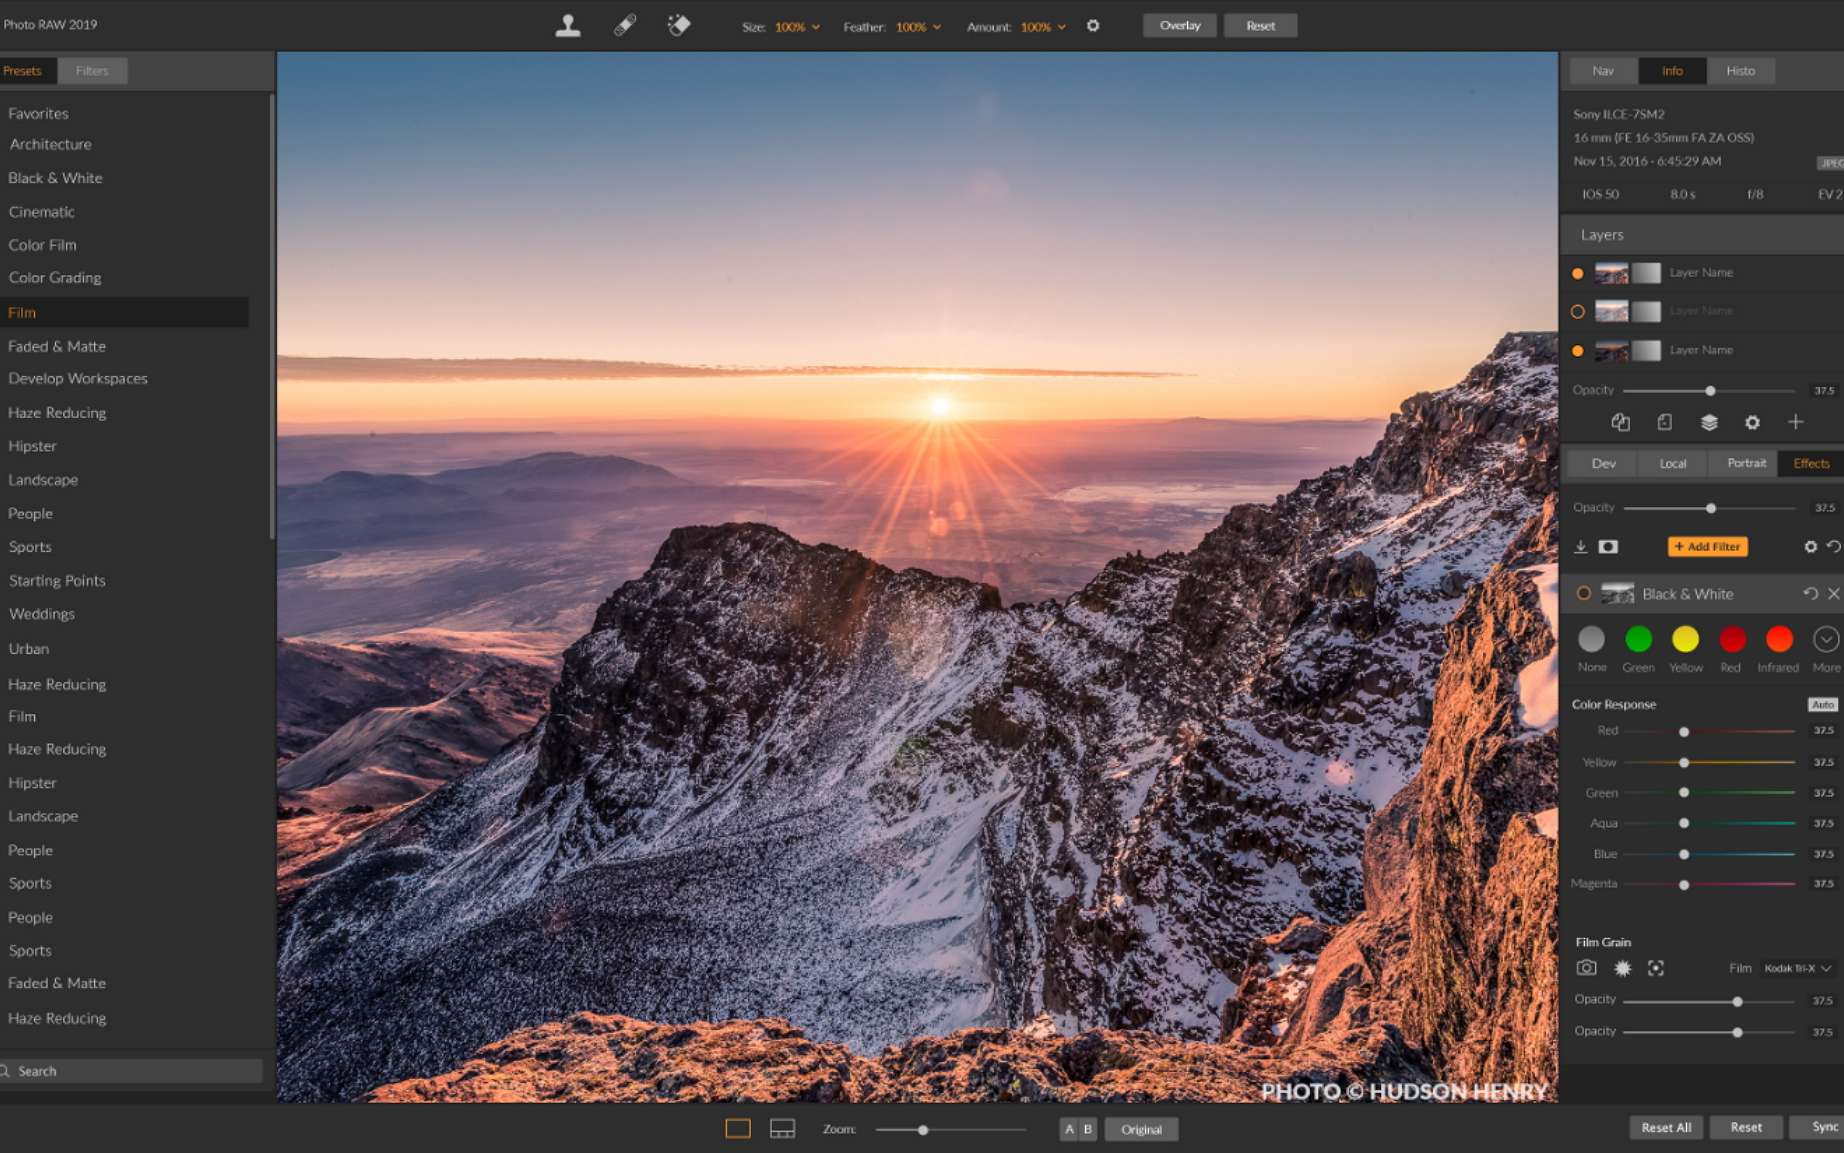 Photo RAW 2019
Size: 100% Feather: 100% Amount: 100% Overlay Reset
Presets Filters
Favorites
Architecture
Black & White
Cinematic
Color Film
Color Grading
Film
Faded & Matte
Develop Workspaces
Haze Reducing
Hipster
Landscape
People
Sports
Starting Points
Weddings
Urban
Haze Reducing
Film
Haze Reducing
Hipster
Landscape
People
Sports
People
Sports
Faded & Matte
Haze Reducing
Search
PHOTO © HUDSON HENRY
Zoom: A B Original
Nav Info Histo
Sony ILCE-7SM2
16 mm (FE 16-35mm FA ZA OSS)
Nov 15, 2016 - 6:45:29 AM JPEG
IOS 50 8.0 s f/8 EV 2
Layers
Layer Name
Layer Name
Layer Name
Opacity 37.5
Dev Local Portrait Effects
Opacity 37.5
+ Add Filter
Black & White
None Green Yellow Red Infrared More
Color Response Auto
Red 37.5
Yellow 37.5
Green 37.5
Aqua 37.5
Blue 37.5
Magenta 37.5
Film Grain
Film Kodak Tri-X
Opacity 37.5
Opacity 37.5
Reset All Reset Sync